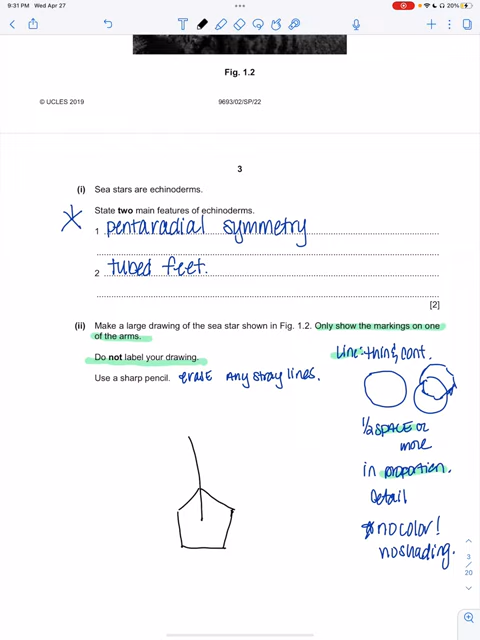 9:31 PM Wed Apr 27
20%
Fig. 1.2
© UCLES 2019
9693/02/SP/22
3
(i) Sea stars are echinoderms.
State two main features of echinoderms.
1 pentaradial symmetry
2 tubed feet.
[2]
(ii) Make a large drawing of the sea star shown in Fig. 1.2. Only show the markings on one
of the arms.
Do not label your drawing.
Use a sharp pencil. erase any stray lines.
Line: thin & cont.
1/2 SPACE or
more
in proportion.
Detail
* no color!
no shading.
3
/
20